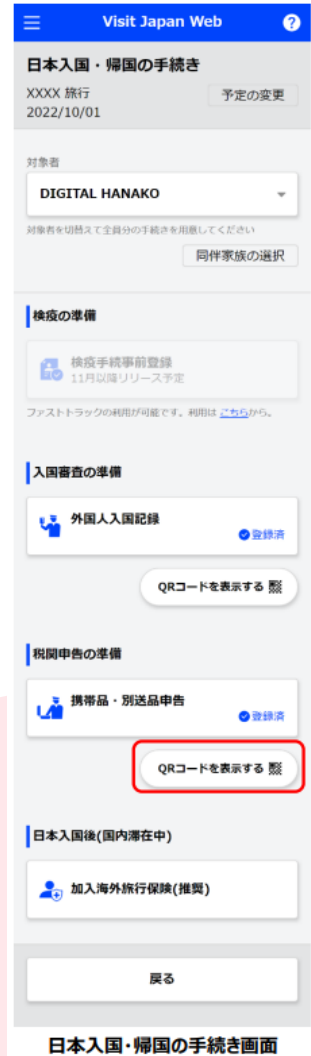 Visit Japan Web ?
日本入国・帰国の手続き
XXXX 旅行
2022/10/01
予定の変更
対象者
DIGITAL HANAKO
対象者を切替えて全員分の手続きを用意してください
同伴家族の選択
検疫の準備
検疫手続事前登録
11月以降リリース予定
ファストトラックの利用が可能です。利用は こちらから。
入国審査の準備
外国人入国記録
登録済
QRコードを表示する
税関申告の準備
携帯品・別送品申告
登録済
QRコードを表示する
日本入国後(国内滞在中)
加入海外旅行保険(推奨)
戻る
日本入国・帰国の手続き画面